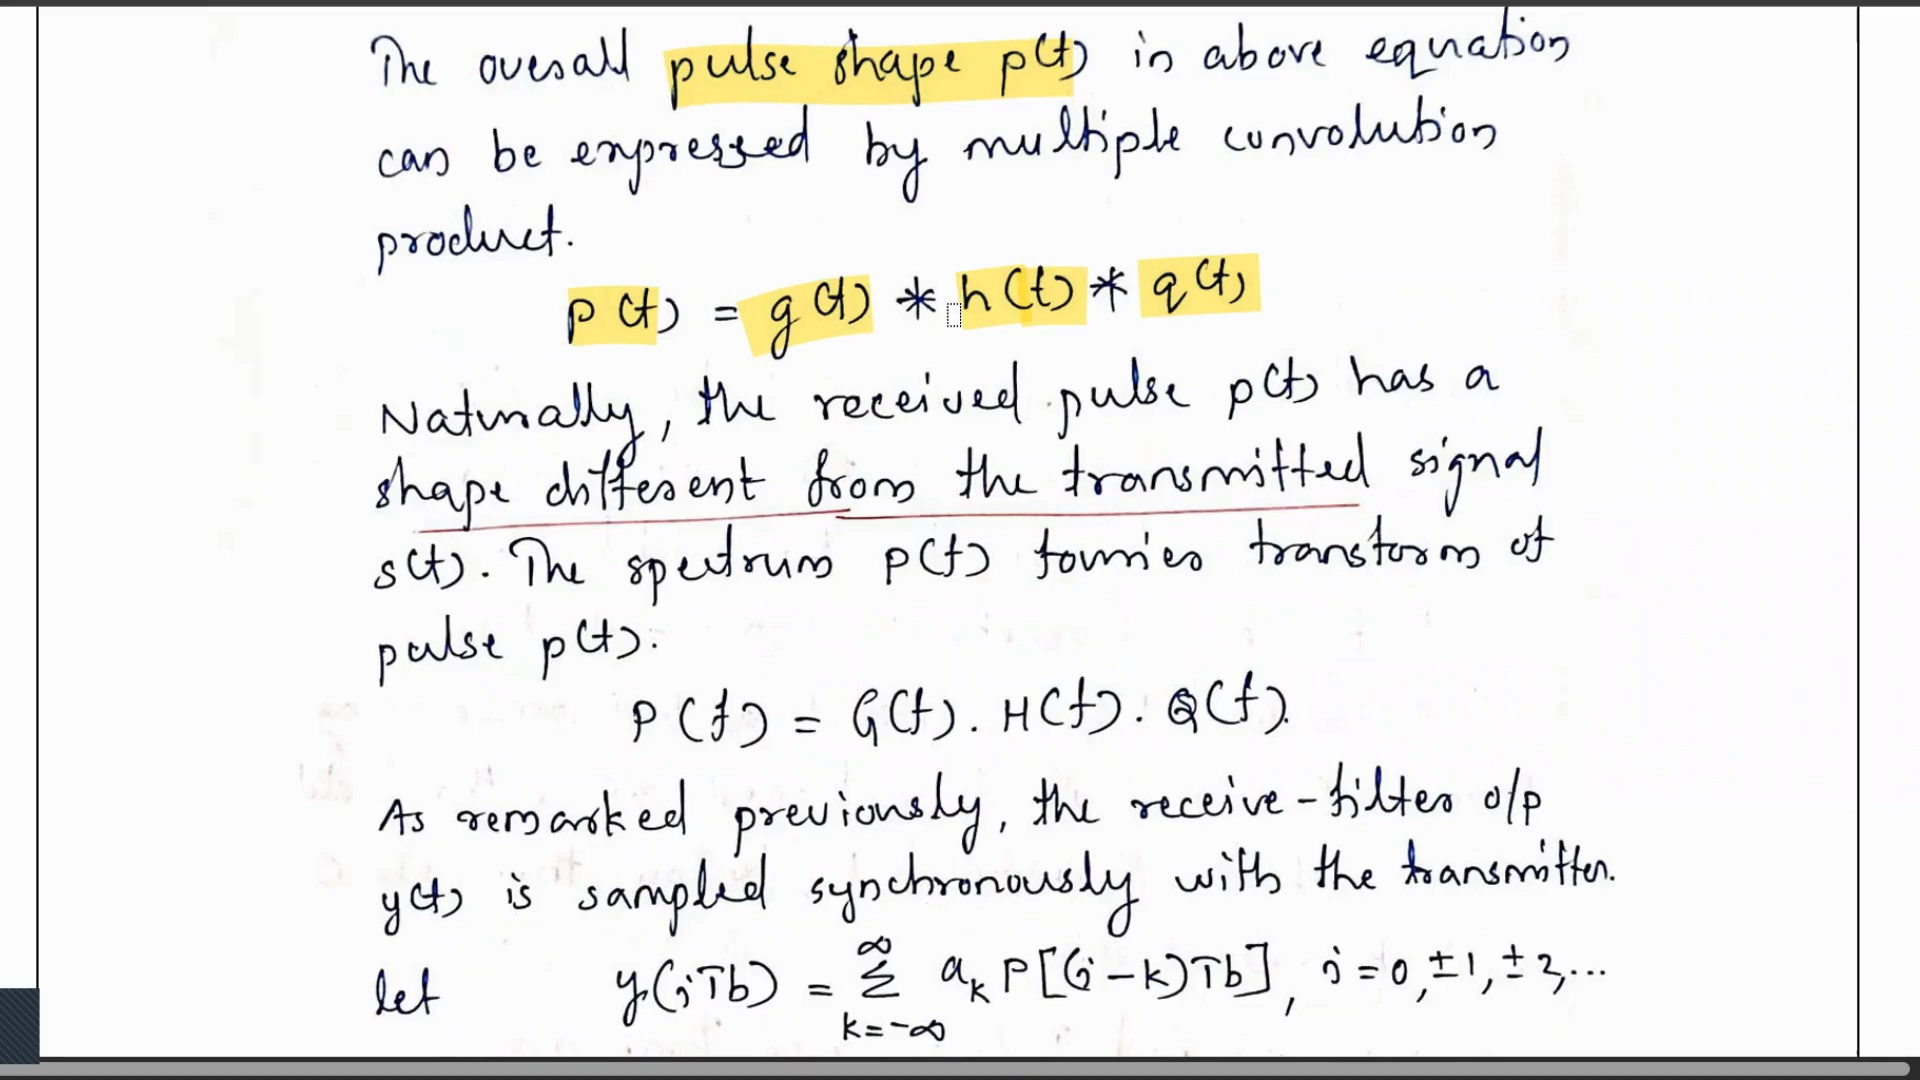 The overall pulse shape p(t) in above equation
can be expressed by multiple convolution
product.
p(t) = g(t) * h(t) * q(t)
Naturally, the received pulse p(t) has a
shape different from the transmitted signal
s(t). The spectrum P(f) fourier transform of
pulse p(t).
P(f) = G(f). H(f). Q(f).
As remarked previously, the receive-filter o/p
y(t) is sampled synchronously with the transmitter.
let y(iTb) = ∞ Σ k=-∞ a_k P[(i-k)Tb], i = 0, ±1, ±2,...